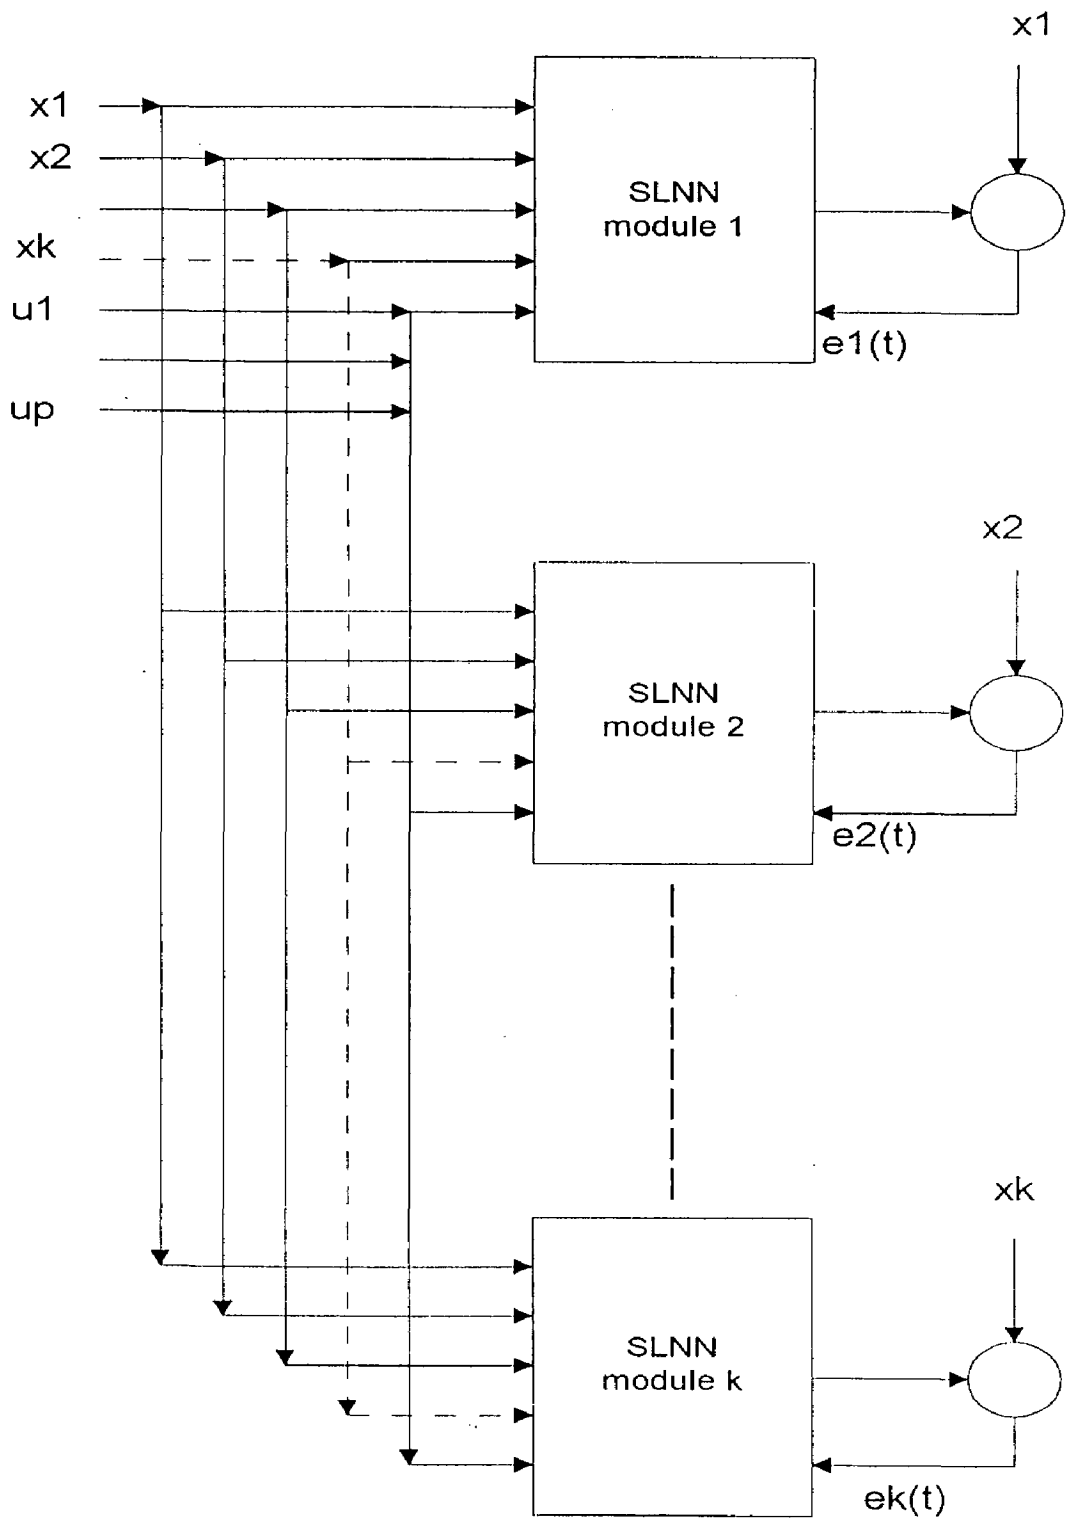 x1
x1
x2
xk
u1
up
SLNN
module 1
e1(t)
x2
SLNN
module 2
e2(t)
xk
SLNN
module k
ek(t)